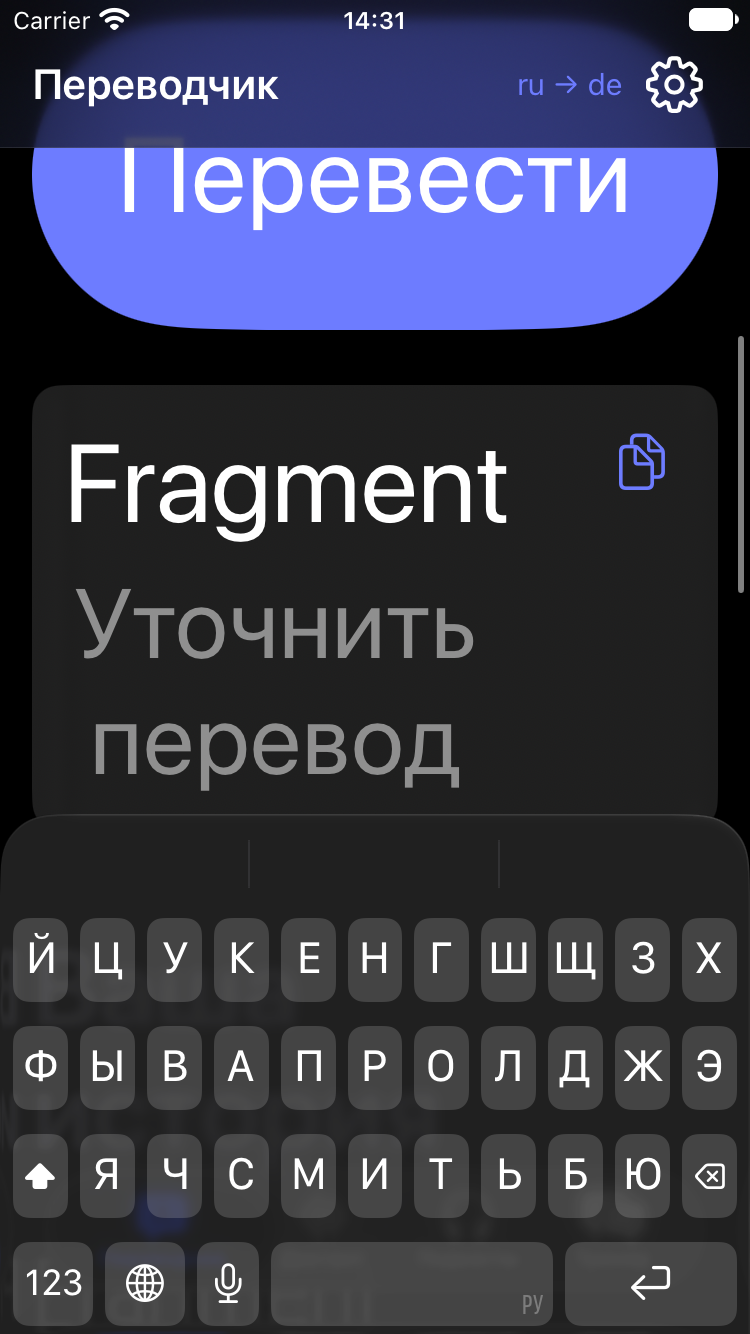 Carrier 14:31
Переводчик ru → de
Перевести
Fragment
Уточнить
перевод
Й Ц У К Е Н Г Ш Щ З Х
Ф Ы В А П Р О Л Д Ж Э
Я Ч С М И Т Ь Б Ю
123 РУ